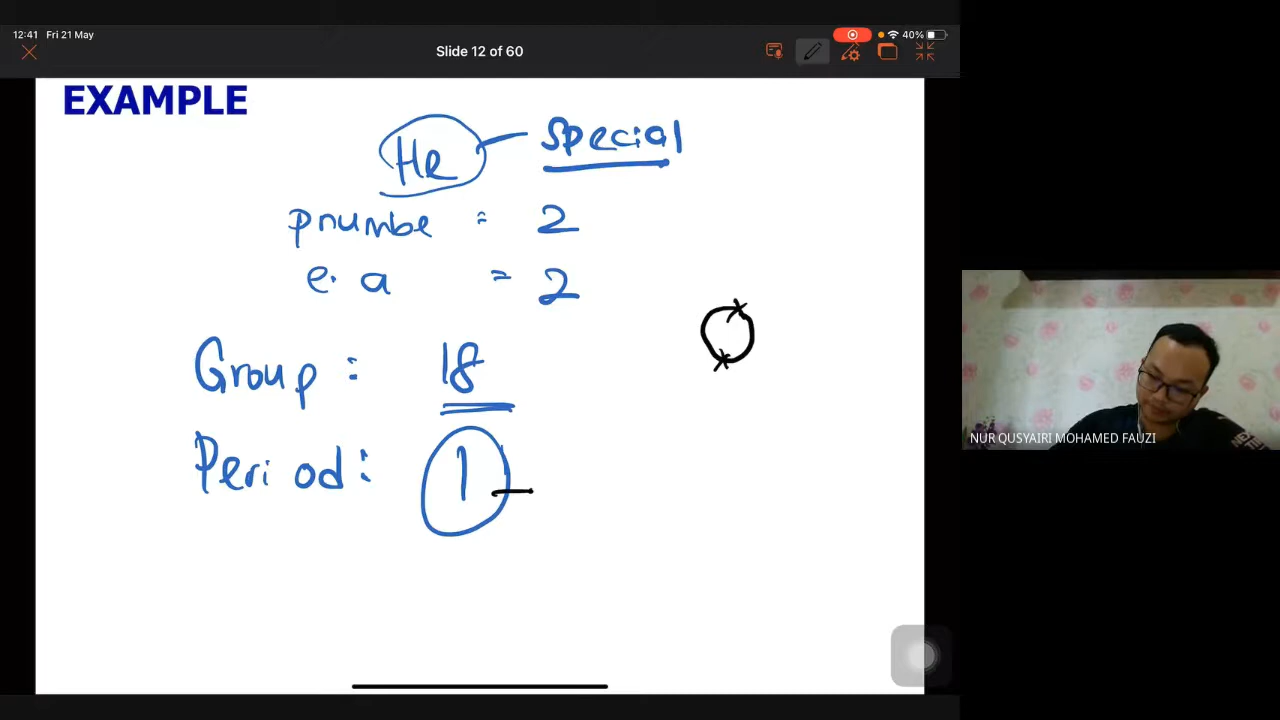 12:41 Fri 21 May
40%
Slide 12 of 60
EXAMPLE
He - special
pnumbe = 2
e. a = 2
Group : 18
Period : 1
NUR QUSYAIRI MOHAMED FAUZI